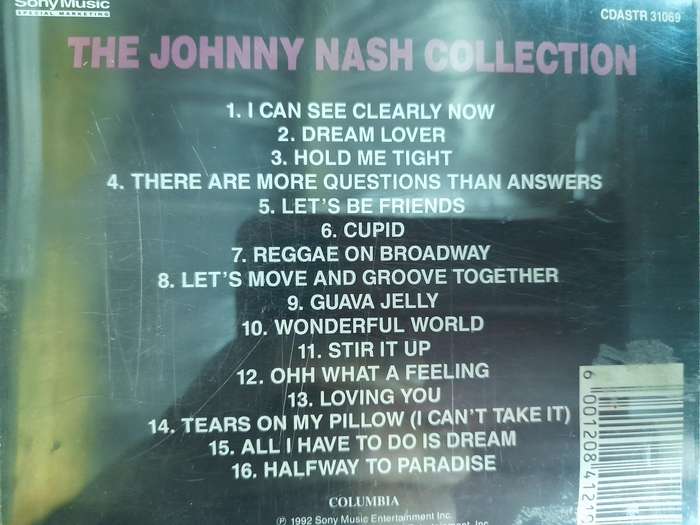 Sony Music
SPECIAL MARKETING
CDASTR 31069
THE JOHNNY NASH COLLECTION
1. I CAN SEE CLEARLY NOW
2. DREAM LOVER
3. HOLD ME TIGHT
4. THERE ARE MORE QUESTIONS THAN ANSWERS
5. LET'S BE FRIENDS
6. CUPID
7. REGGAE ON BROADWAY
8. LET'S MOVE AND GROOVE TOGETHER
9. GUAVA JELLY
10. WONDERFUL WORLD
11. STIR IT UP
12. OHH WHAT A FEELING
13. LOVING YOU
14. TEARS ON MY PILLOW (I CAN'T TAKE IT)
15. ALL I HAVE TO DO IS DREAM
16. HALFWAY TO PARADISE
6 001208 4121
COLUMBIA
℗ 1992 Sony Music Entertainment Inc.
Inc.